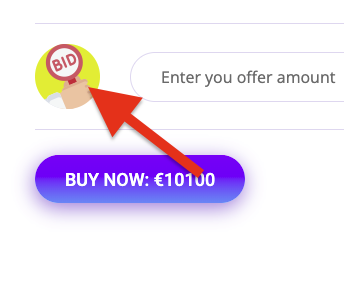 BID
Enter you offer amount
BUY NOW: €10100